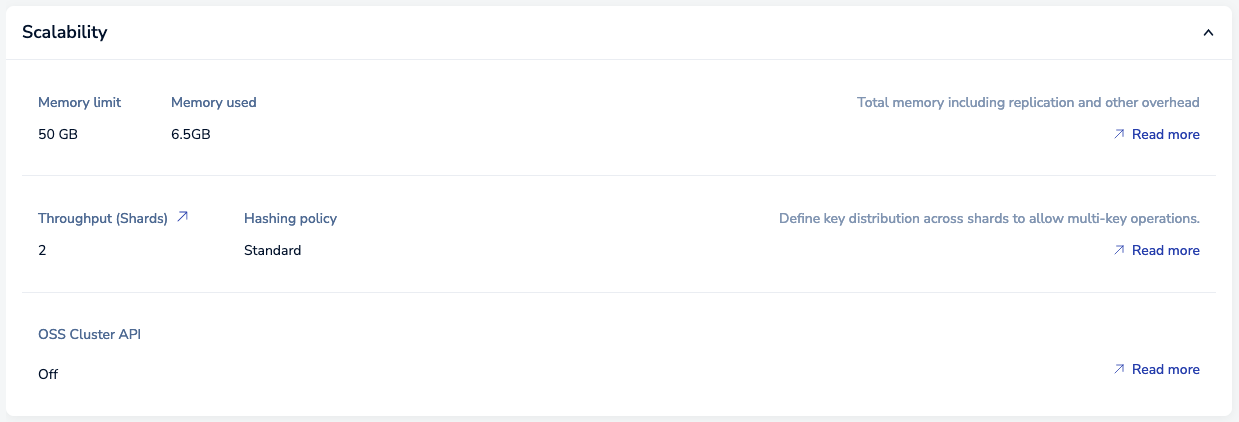 Scalability
Memory limit Memory used Total memory including replication and other overhead
50 GB 6.5GB Read more
Throughput (Shards) Hashing policy Define key distribution across shards to allow multi-key operations.
2 Standard Read more
OSS Cluster API
Off Read more